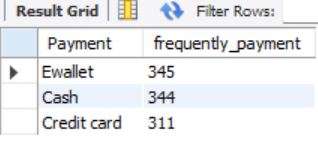 Result Grid Filter Rows:
Payment frequently_payment
Ewallet 345
Cash 344
Credit card 311